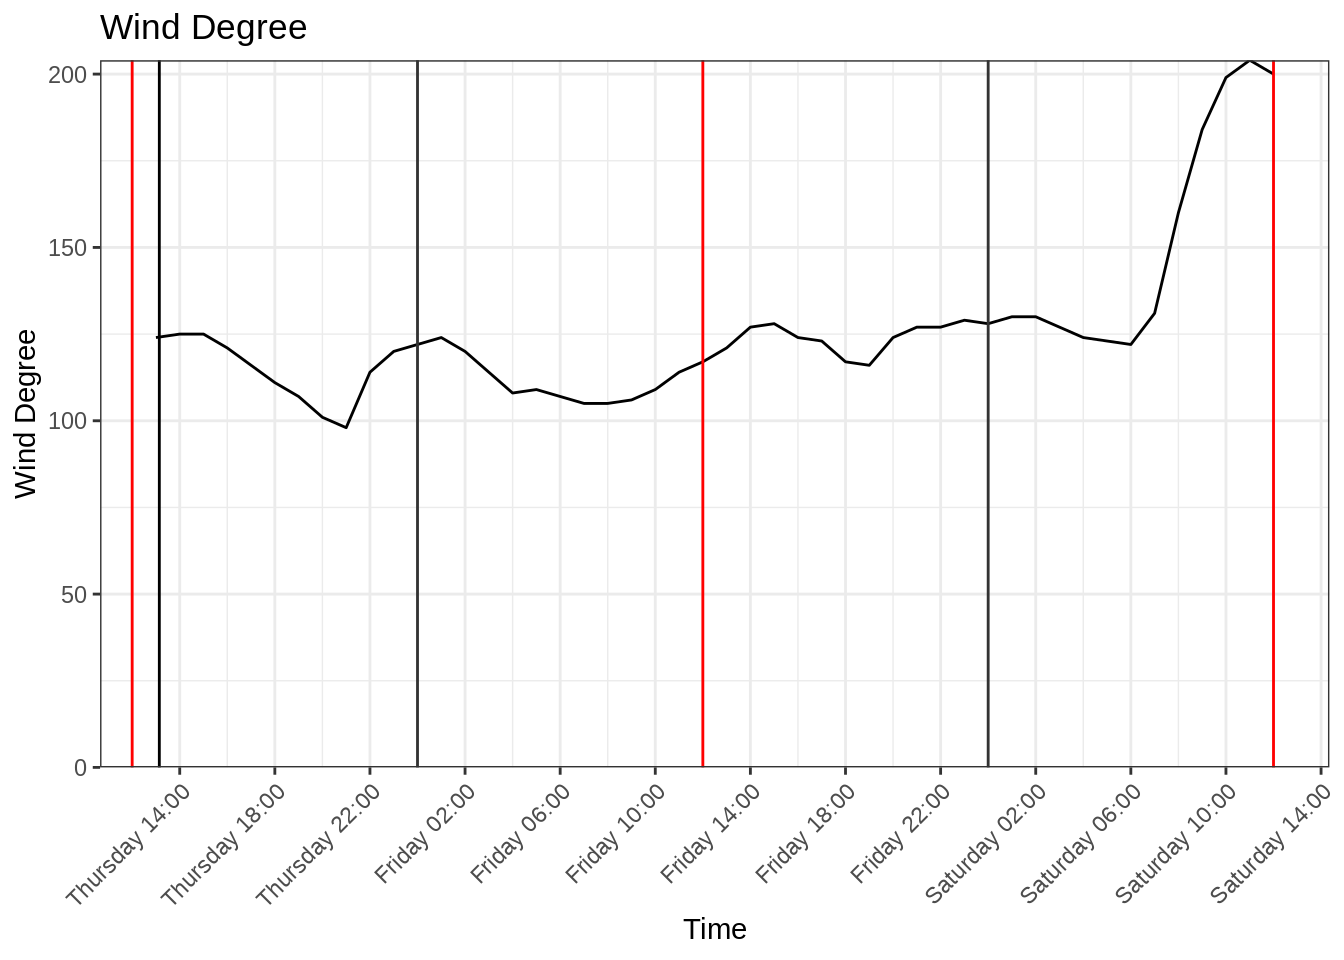 Wind Degree
Wind Degree
200
150
100
50
0
Thursday 14:00
Thursday 18:00
Thursday 22:00
Friday 02:00
Friday 06:00
Friday 10:00
Friday 14:00
Friday 18:00
Friday 22:00
Saturday 02:00
Saturday 06:00
Saturday 10:00
Saturday 14:00
Time